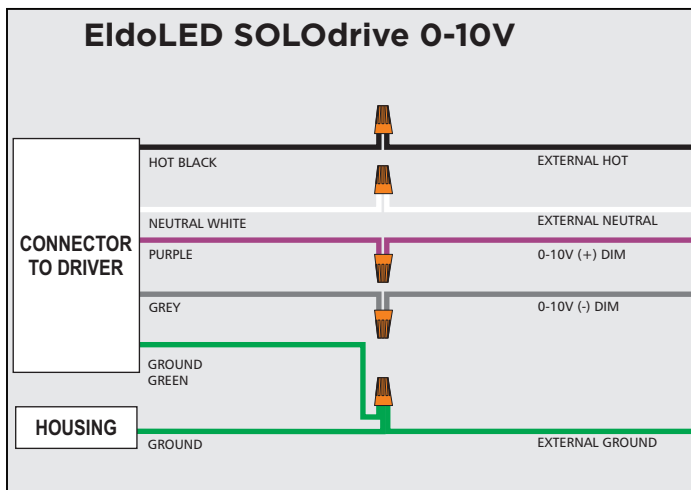 EldoLED SOLOdrive 0-10V
HOT BLACK
EXTERNAL HOT
NEUTRAL WHITE
EXTERNAL NEUTRAL
CONNECTOR
TO DRIVER
PURPLE
0-10V (+) DIM
GREY
0-10V (-) DIM
GROUND
GREEN
HOUSING
GROUND
EXTERNAL GROUND